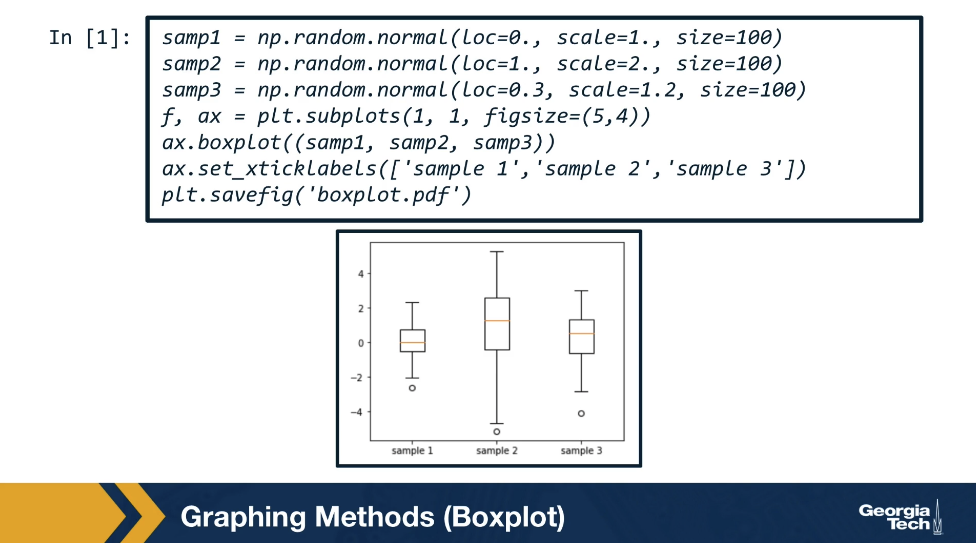 In [1]:
samp1 = np.random.normal(loc=0., scale=1., size=100)
samp2 = np.random.normal(loc=1., scale=2., size=100)
samp3 = np.random.normal(loc=0.3, scale=1.2, size=100)
f, ax = plt.subplots(1, 1, figsize=(5,4))
ax.boxplot((samp1, samp2, samp3))
ax.set_xticklabels(['sample 1','sample 2','sample 3'])
plt.savefig('boxplot.pdf')
4
2
0
−2
−4
sample 1 sample 2 sample 3
Graphing Methods (Boxplot)
Georgia
Tech